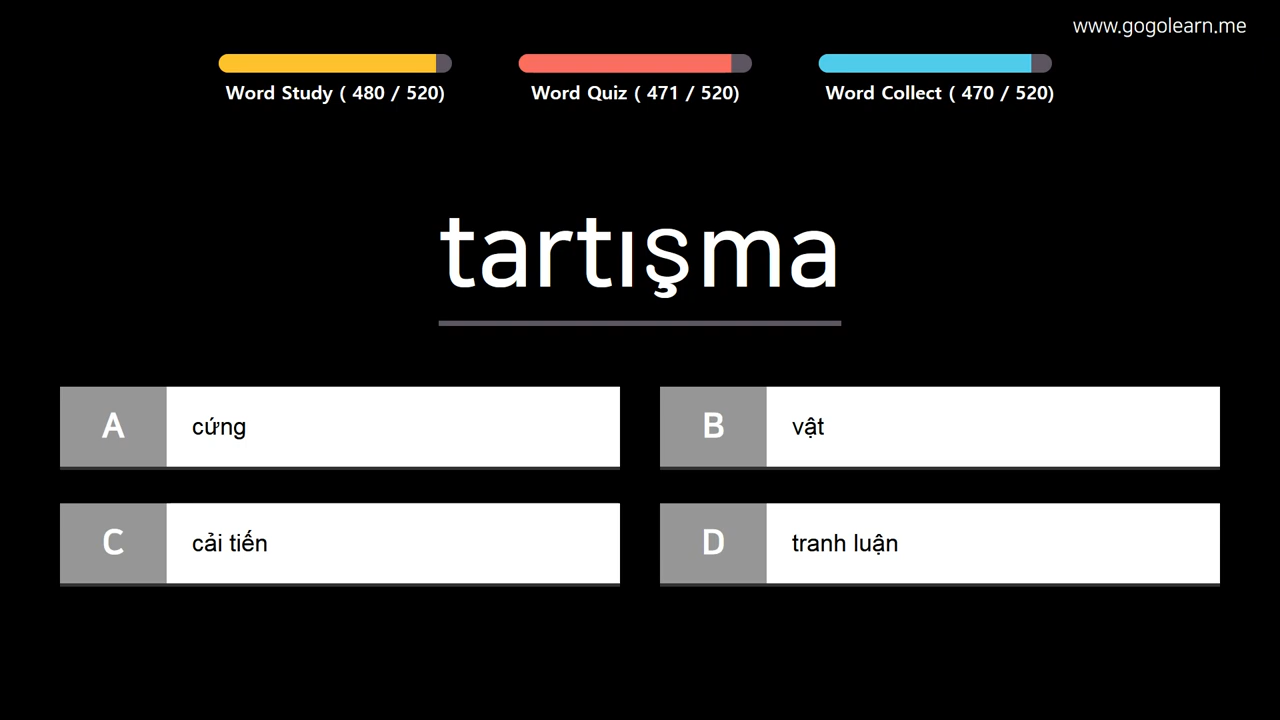 www.gogolearn.me
Word Study ( 480 / 520)
Word Quiz ( 471 / 520)
Word Collect ( 470 / 520)
tartışma
A
cứng
B
vật
C
cải tiến
D
tranh luận